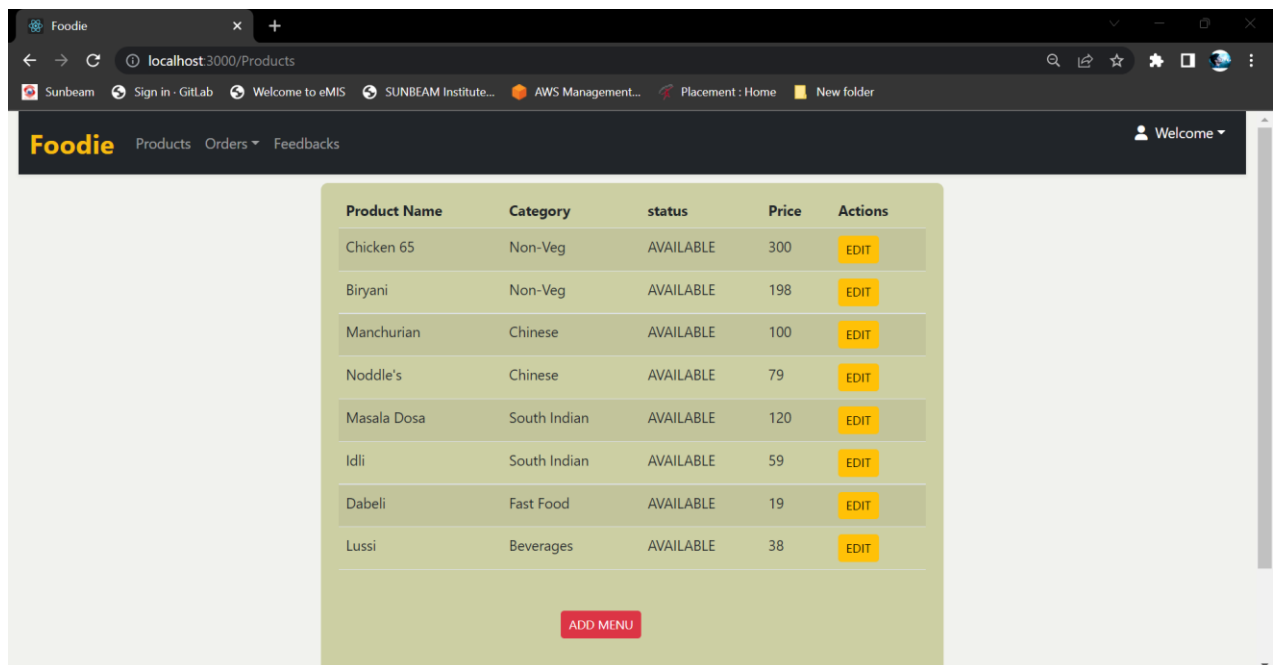 Foodie
localhost:3000/Products
Sunbeam Sign in · GitLab Welcome to eMIS SUNBEAM Institute... AWS Management... Placement : Home New folder
Foodie Products Orders Feedbacks Welcome
Product Name Category status Price Actions
Chicken 65 Non-Veg AVAILABLE 300 EDIT
Biryani Non-Veg AVAILABLE 198 EDIT
Manchurian Chinese AVAILABLE 100 EDIT
Noddle's Chinese AVAILABLE 79 EDIT
Masala Dosa South Indian AVAILABLE 120 EDIT
Idli South Indian AVAILABLE 59 EDIT
Dabeli Fast Food AVAILABLE 19 EDIT
Lussi Beverages AVAILABLE 38 EDIT
ADD MENU